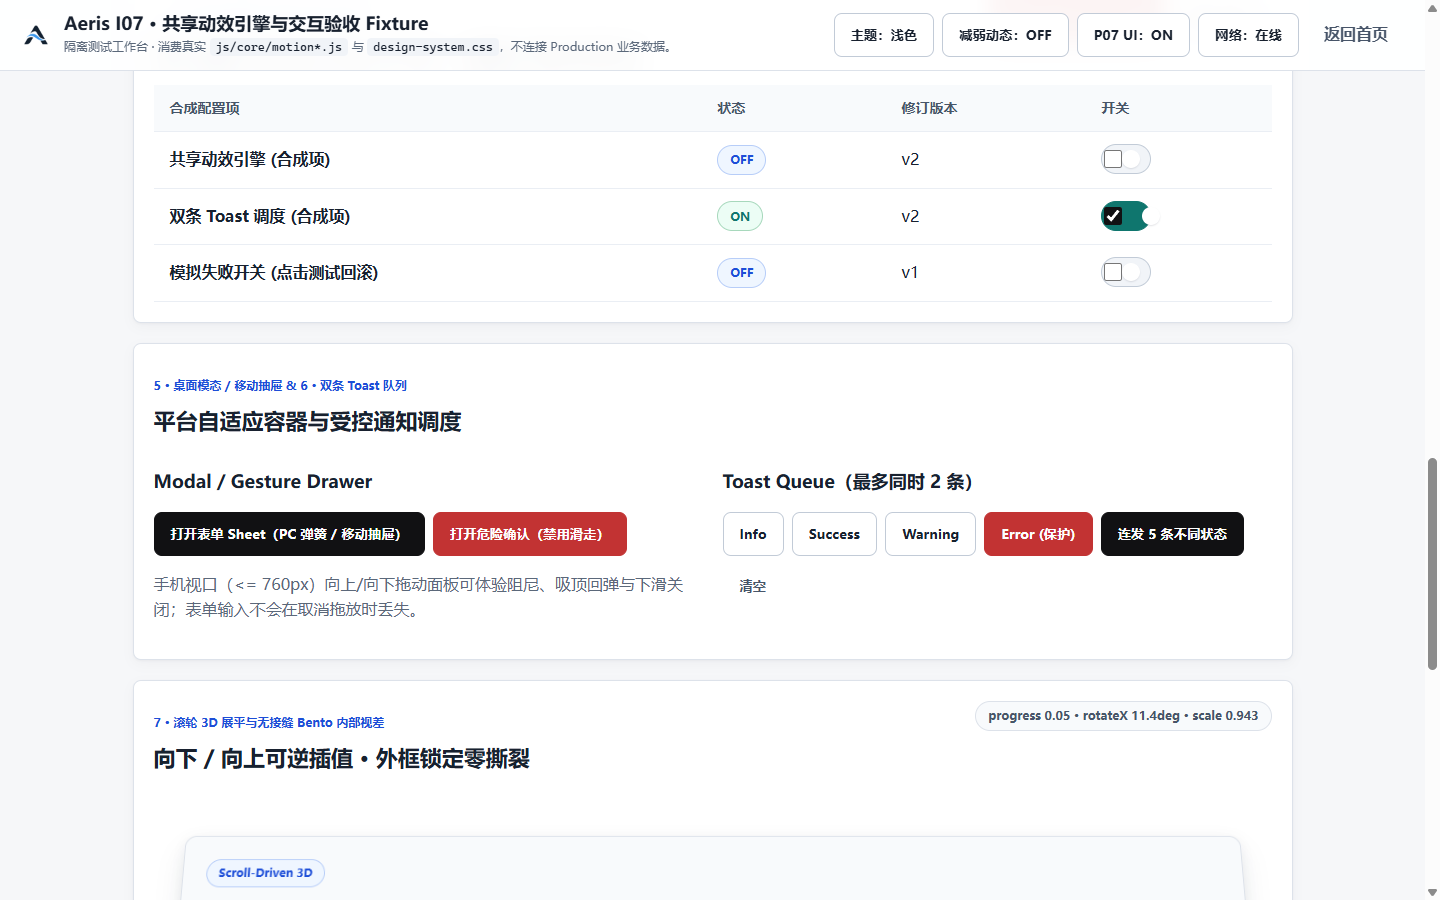 Aeris I07 • 共享动效引擎与交互验收 Fixture
隔离测试工作台 · 消费真实 js/core/motion*.js 与 design-system.css ，不连接 Production 业务数据。
主题：浅色
减弱动态：OFF
P07 UI：ON
网络：在线
返回首页
合成配置项 状态 修订版本 开关
共享动效引擎 (合成项) OFF v2
双条 Toast 调度 (合成项) ON v2
模拟失败开关 (点击测试回滚) OFF v1
5 • 桌面模态 / 移动抽屉 & 6 • 双条 Toast 队列
平台自适应容器与受控通知调度
Modal / Gesture Drawer
打开表单 Sheet（PC 弹簧 / 移动抽屉）
打开危险确认（禁用滑走）
手机视口（<= 760px）向上/向下拖动面板可体验阻尼、吸顶回弹与下滑关
闭；表单输入不会在取消拖放时丢失。
Toast Queue（最多同时 2 条）
Info
Success
Warning
Error (保护)
连发 5 条不同状态
清空
7 • 滚轮 3D 展平与无接缝 Bento 内部视差
progress 0.05 • rotateX 11.4deg • scale 0.943
向下 / 向上可逆插值 • 外框锁定零撕裂
Scroll-Driven 3D